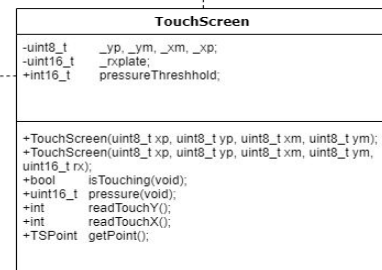 TouchScreen
-uint8_t _yp, _ym, _xm, _xp;
-uint16_t _rxplate;
+int16_t pressureThreshhold;
+TouchScreen(uint8_t xp, uint8_t yp, uint8_t xm, uint8_t ym);
+TouchScreen(uint8_t xp, uint8_t yp, uint8_t xm, uint8_t ym,
uint16_t rx);
+bool isTouching(void);
+uint16_t pressure(void);
+int readTouchY();
+int readTouchX();
+TSPoint getPoint();